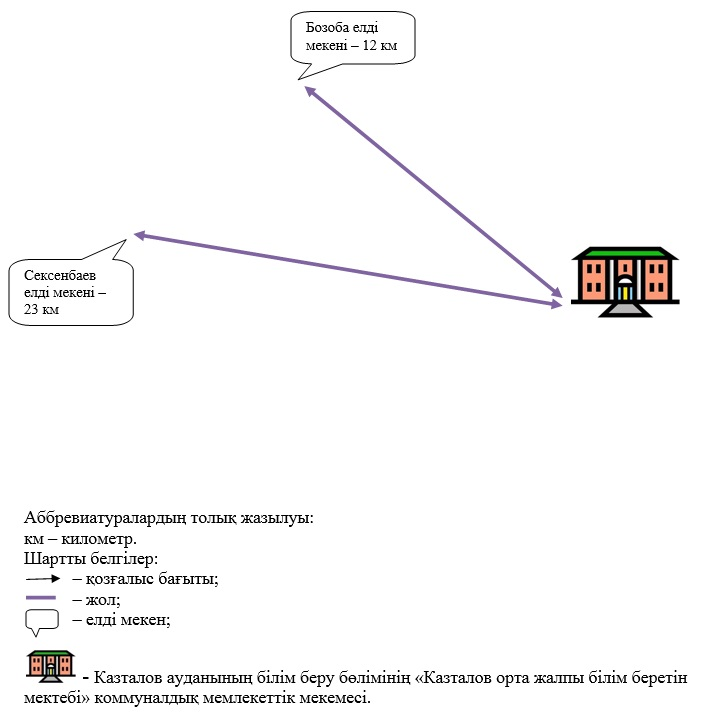 Бозоба елді
мекені – 12 км
Сексенбаев
елді мекені –
23 км
Аббревиатуралардың толық жазылуы:
км – километр.
Шартты белгілер:
– қозғалыс бағыты;
– жол;
– елді мекен;
- Казталов ауданының білім беру бөлімінің «Казталов орта жалпы білім беретін
мектебі» коммуналдық мемлекеттік мекемесі.